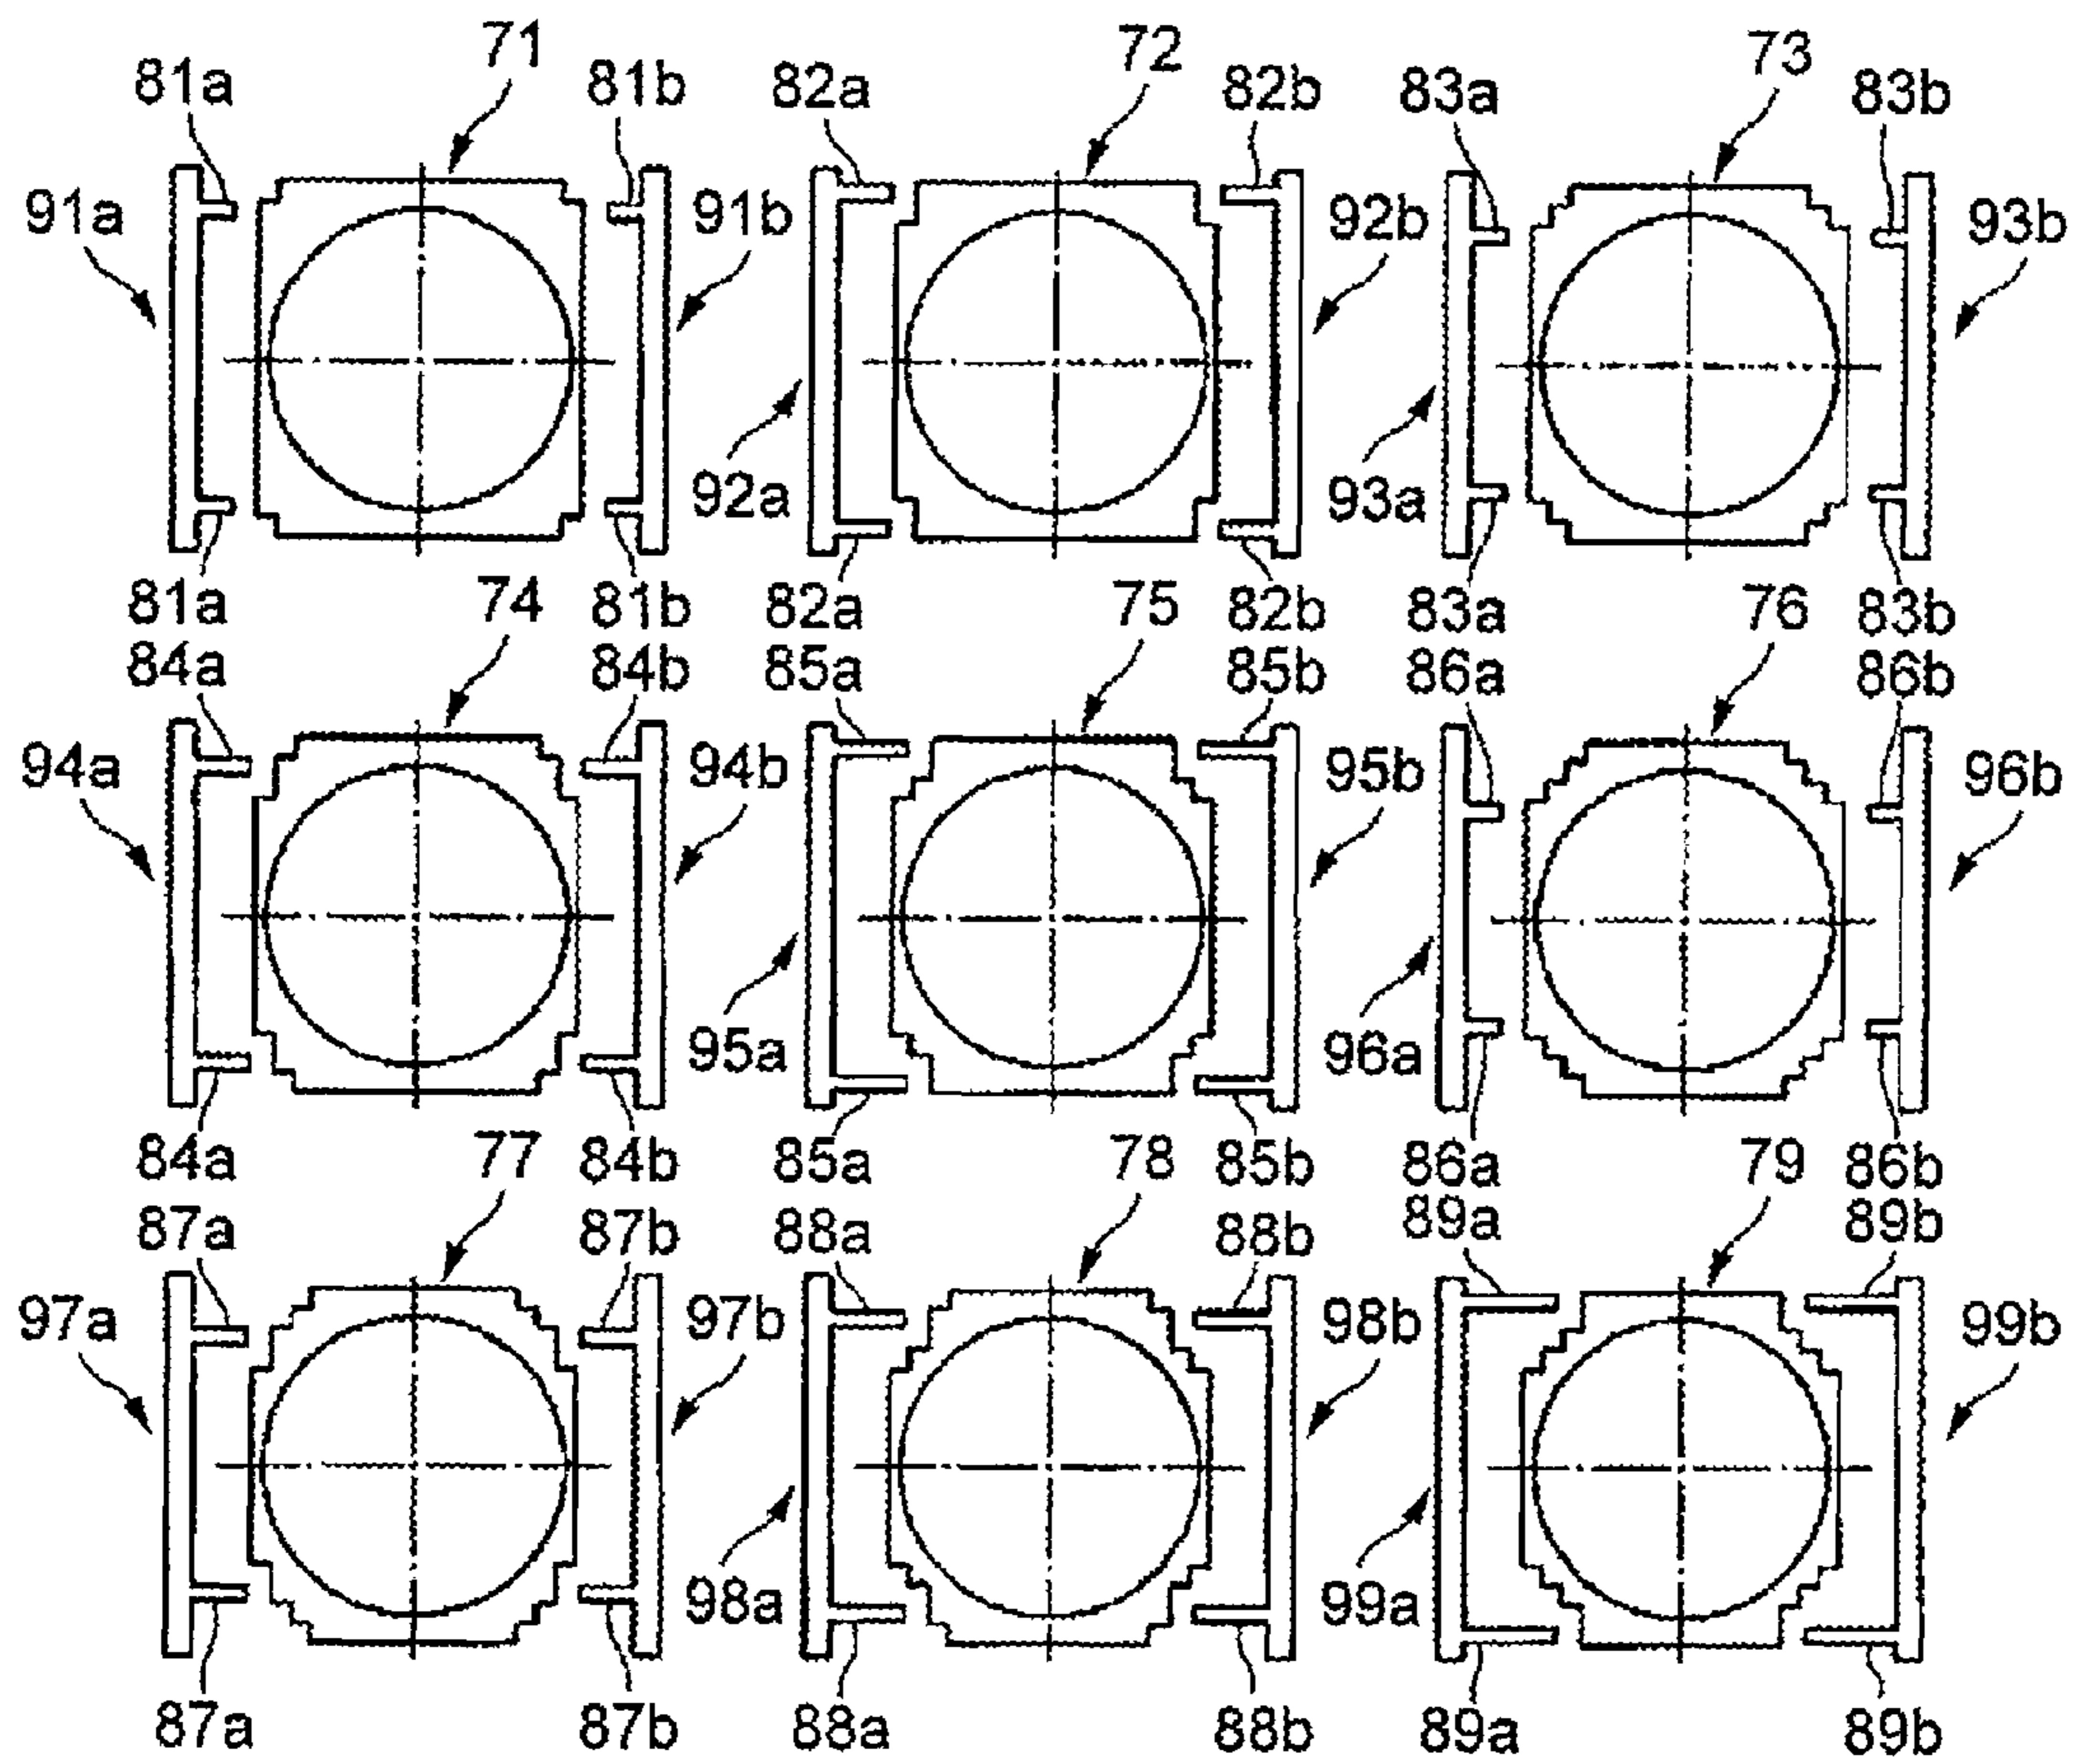 71 72 73
81a 81b 82a 82b 83a 83b
91a 91b 92b 93b
92a 93a
81a 81b 82a 82b 83a 83b
74 75 76
84a 84b 85a 85b 86a 86b
94a 94b 95b 96b
95a 96a
84a 84b 85a 85b 86a 86b
77 78 79
87a 87b 88a 88b 89a 89b
97a 97b 98b 99b
98a 99a
87a 87b 88a 88b 89a 89b